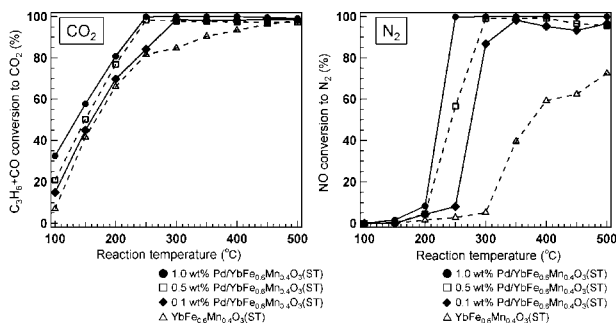 CO2
C3H6+CO conversion to CO2 (%)
100
80
60
40
20
0
100 200 300 400 500
Reaction temperature (°C)
1.0 wt% Pd/YbFe0.6Mn0.4O3(ST)
0.5 wt% Pd/YbFe0.6Mn0.4O3(ST)
0.1 wt% Pd/YbFe0.6Mn0.4O3(ST)
YbFe0.6Mn0.4O3(ST)
N2
NO conversion to N2 (%)
100
80
60
40
20
0
100 200 300 400 500
Reaction temperature (°C)
1.0 wt% Pd/YbFe0.6Mn0.4O3(ST)
0.5 wt% Pd/YbFe0.6Mn0.4O3(ST)
0.1 wt% Pd/YbFe0.6Mn0.4O3(ST)
YbFe0.6Mn0.4O3(ST)